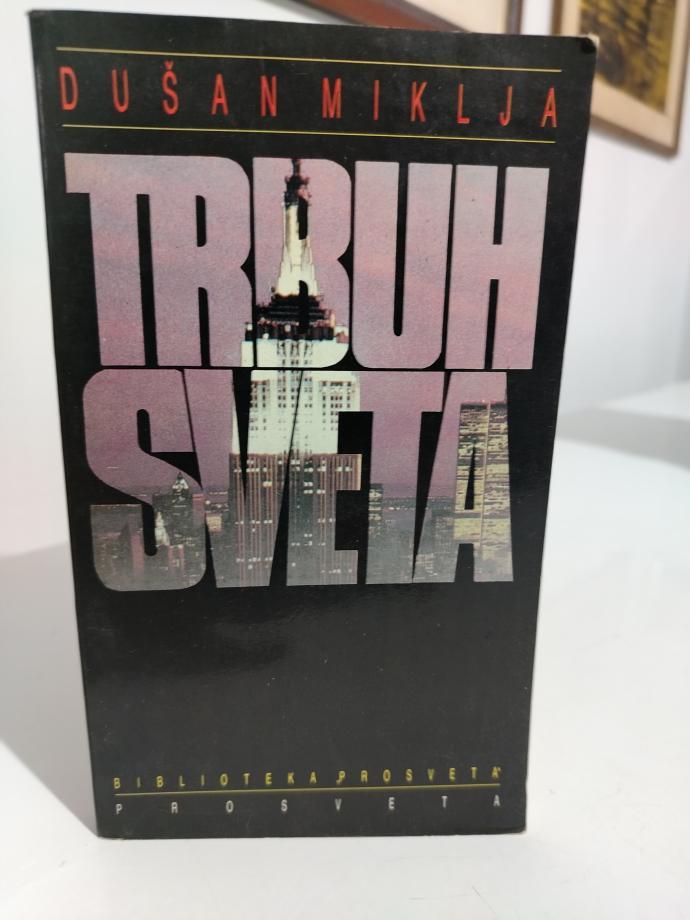 DUŠAN MIKLJA
TRBUH
SVETA
BIBLIOTEKA „PROSVETA“
PROSVETA